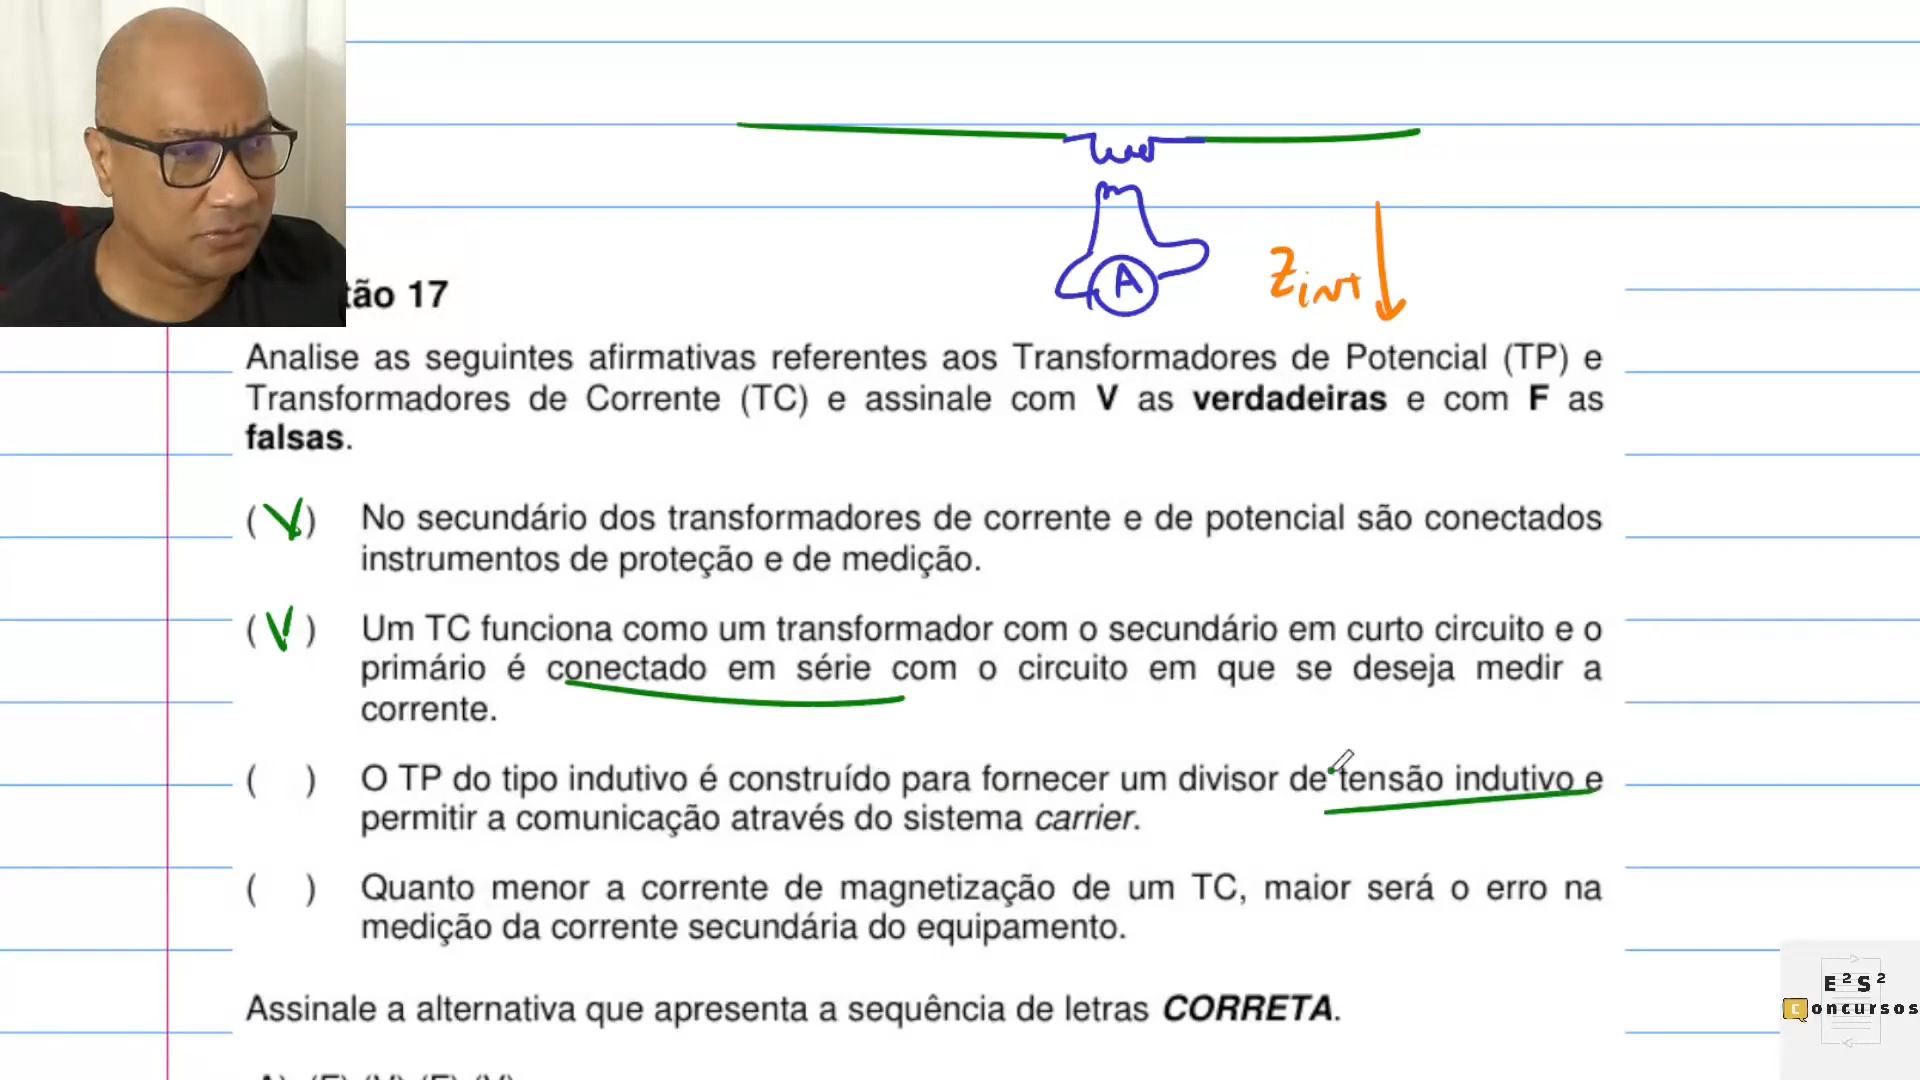 A
Zint
tão 17
Analise as seguintes afirmativas referentes aos Transformadores de Potencial (TP) e
Transformadores de Corrente (TC) e assinale com V as verdadeiras e com F as
falsas.
(V) No secundário dos transformadores de corrente e de potencial são conectados
instrumentos de proteção e de medição.
(V) Um TC funciona como um transformador com o secundário em curto circuito e o
primário é conectado em série com o circuito em que se deseja medir a
corrente.
( ) O TP do tipo indutivo é construído para fornecer um divisor de tensão indutivo e
permitir a comunicação através do sistema carrier.
( ) Quanto menor a corrente de magnetização de um TC, maior será o erro na
medição da corrente secundária do equipamento.
Assinale a alternativa que apresenta a sequência de letras CORRETA.
A) (F) (V) (F) (V)
E²S²
Concursos